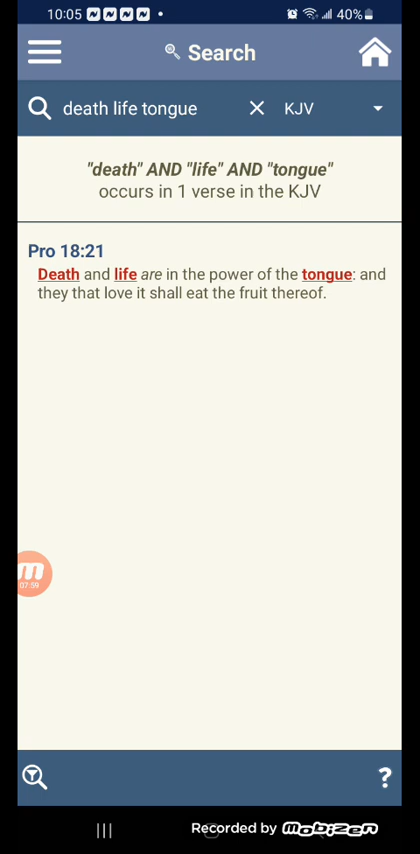 10:05 40%
Search
death life tongue KJV
"death" AND "life" AND "tongue"
occurs in 1 verse in the KJV
Pro 18:21
Death and life are in the power of the tongue: and
they that love it shall eat the fruit thereof.
07:59
?
Recorded by mobizen